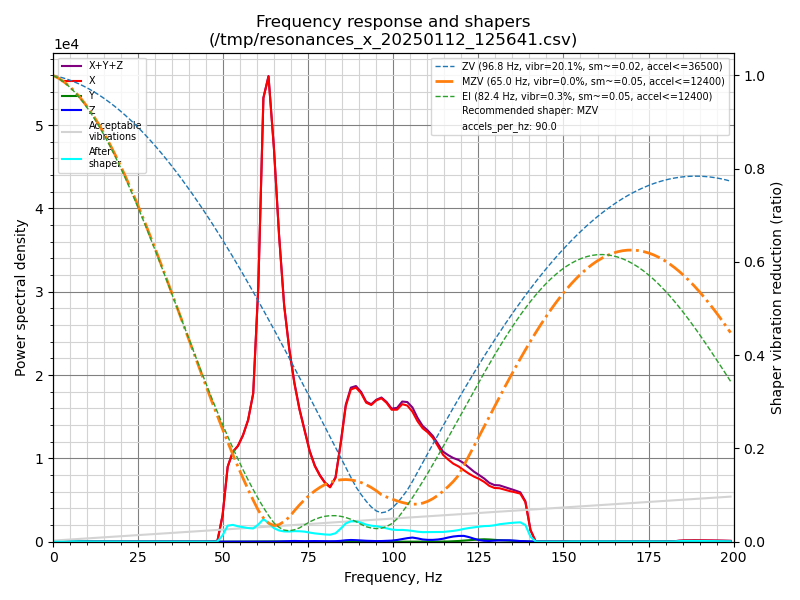 Frequency response and shapers
(/tmp/resonances_x_20250112_125641.csv)
1e4
X+Y+Z
X
Y
Z
Acceptable
vibrations
After
shaper
ZV (96.8 Hz, vibr=20.1%, sm~=0.02, accel<=36500)
MZV (65.0 Hz, vibr=0.0%, sm~=0.05, accel<=12400)
EI (82.4 Hz, vibr=0.3%, sm~=0.05, accel<=12400)
Recommended shaper: MZV
accels_per_hz: 90.0
Power spectral density
5
4
3
2
1
0
1.0
0.8
0.6
0.4
0.2
0.0
Shaper vibration reduction (ratio)
0 25 50 75 100 125 150 175 200
Frequency, Hz